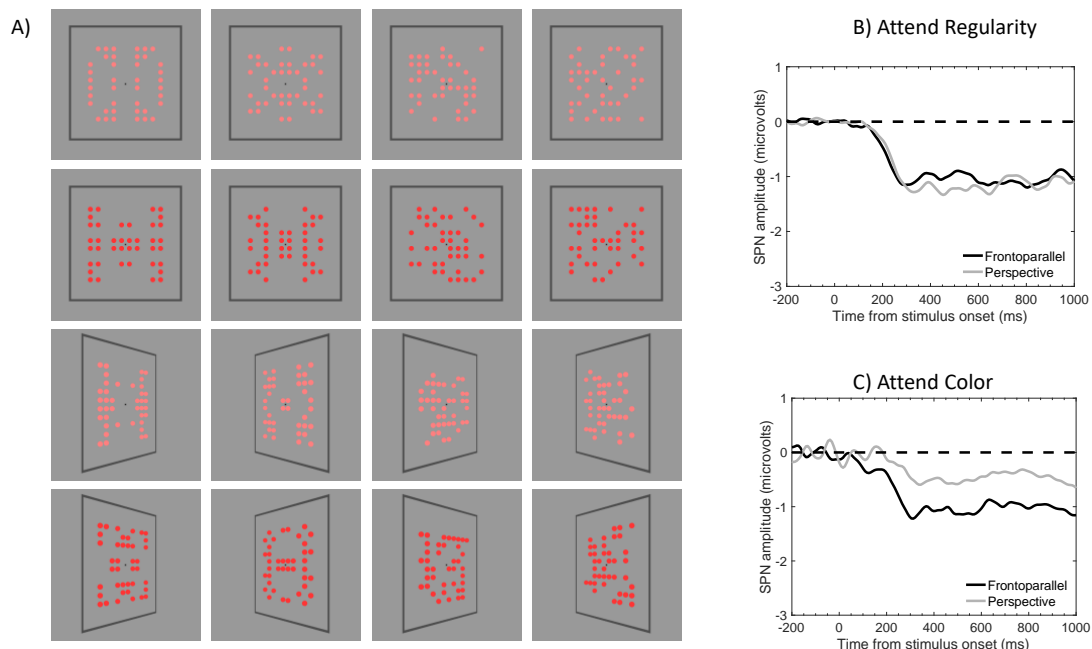 A)
B) Attend Regularity
1
0
-1
-2
-3
SPN amplitude (microvolts)
Frontoparallel
Perspective
-200 0 200 400 600 800 1000
Time from stimulus onset (ms)
C) Attend Color
1
0
-1
-2
-3
SPN amplitude (microvolts)
Frontoparallel
Perspective
-200 0 200 400 600 800 1000
Time from stimulus onset (ms)